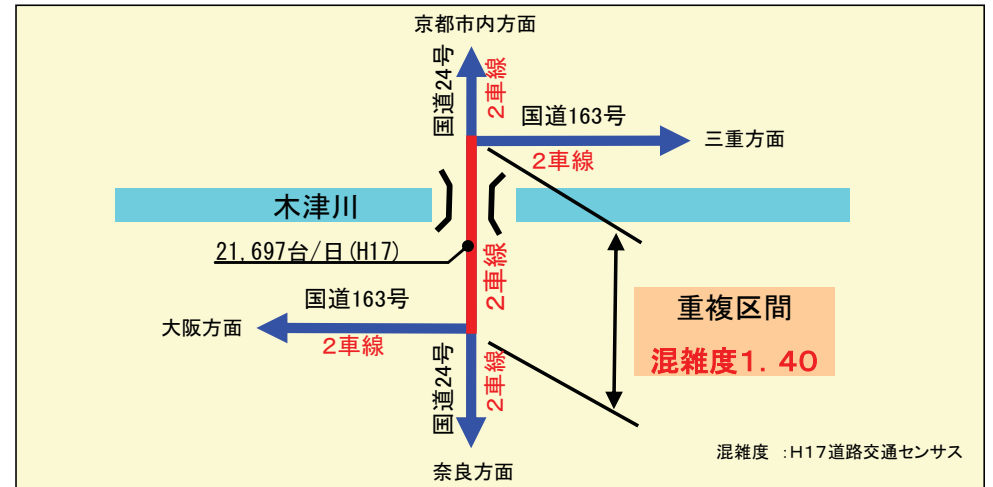 京都市内方面
国道24号
2車線
国道163号
三重方面
2車線
木津川
21,697台/日(H17)
2車線
国道163号
重複区間
大阪方面
2車線
混雑度1.40
国道24号
2車線
混雑度 :H17道路交通センサス
奈良方面